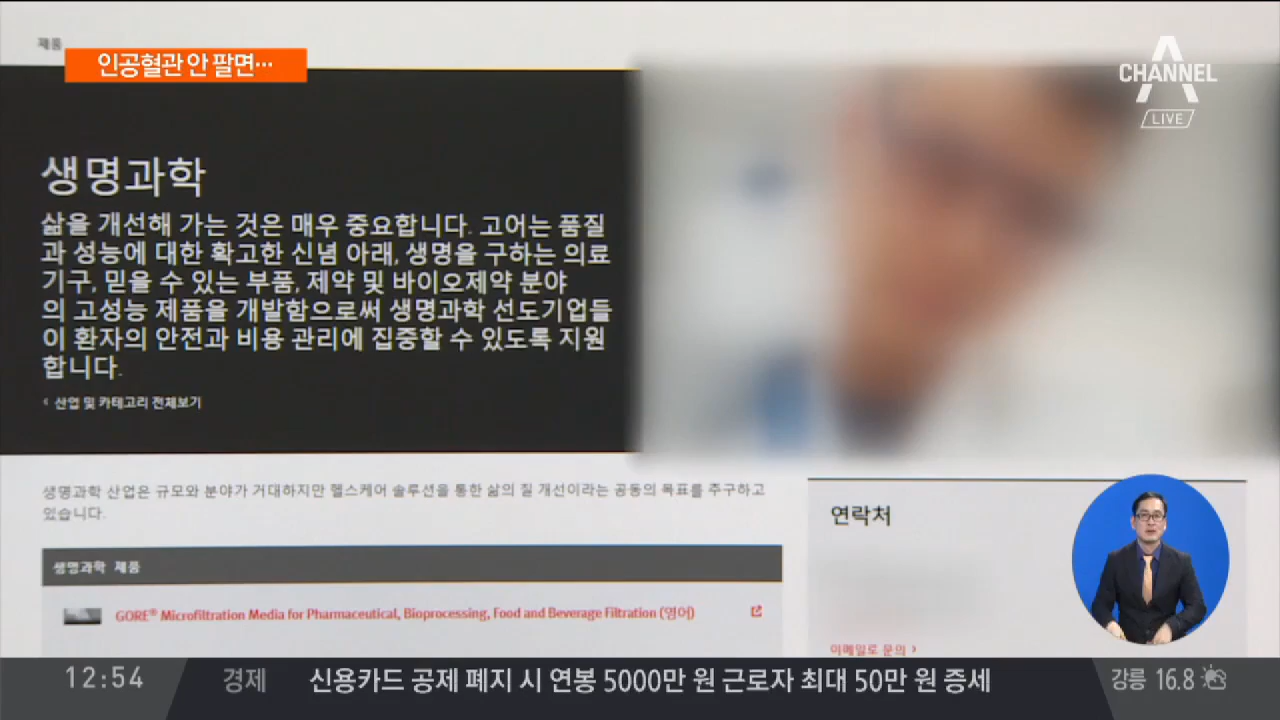 제품
인공혈관 안 팔면…
CHANNEL A
LIVE
생명과학
삶을 개선해 가는 것은 매우 중요합니다. 고어는 품질
과 성능에 대한 확고한 신념 아래, 생명을 구하는 의료
기구, 믿을 수 있는 부품, 제약 및 바이오제약 분야
의 고성능 제품을 개발함으로써 생명과학 선도기업들
이 환자의 안전과 비용 관리에 집중할 수 있도록 지원
합니다.
‹ 산업 및 카테고리 전체보기
생명과학 산업은 규모와 분야가 거대하지만 헬스케어 솔루션을 통한 삶의 질 개선이라는 공동의 목표를 추구하고
있습니다.
연락처
생명과학 제품
GORE® Microfiltration Media for Pharmaceutical, Bioprocessing, Food and Beverage Filtration (영어)
이메일로 문의 ›
12:54
경제
신용카드 공제 폐지 시 연봉 5000만 원 근로자 최대 50만 원 증세
강릉 16.8